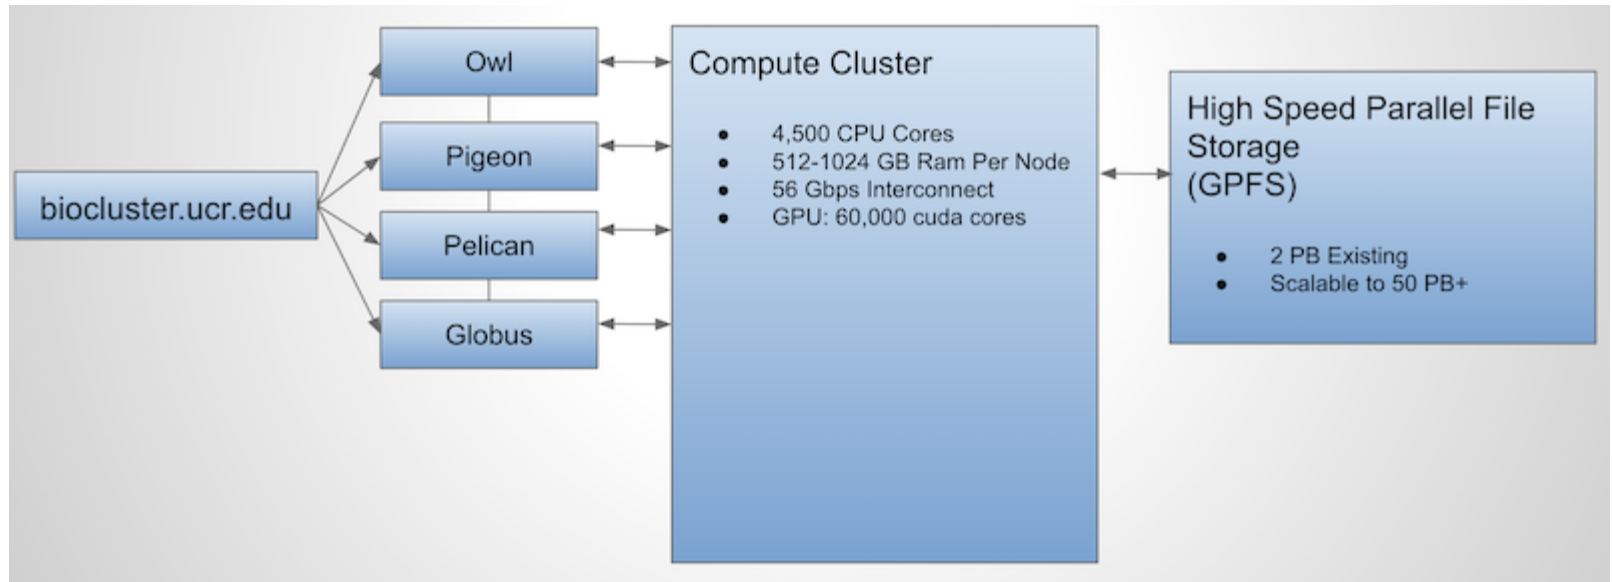 biocluster.ucr.edu
Owl
Pigeon
Pelican
Globus
Compute Cluster
● 4,500 CPU Cores
● 512-1024 GB Ram Per Node
● 56 Gbps Interconnect
● GPU: 60,000 cuda cores
High Speed Parallel File
Storage
(GPFS)
● 2 PB Existing
● Scalable to 50 PB+